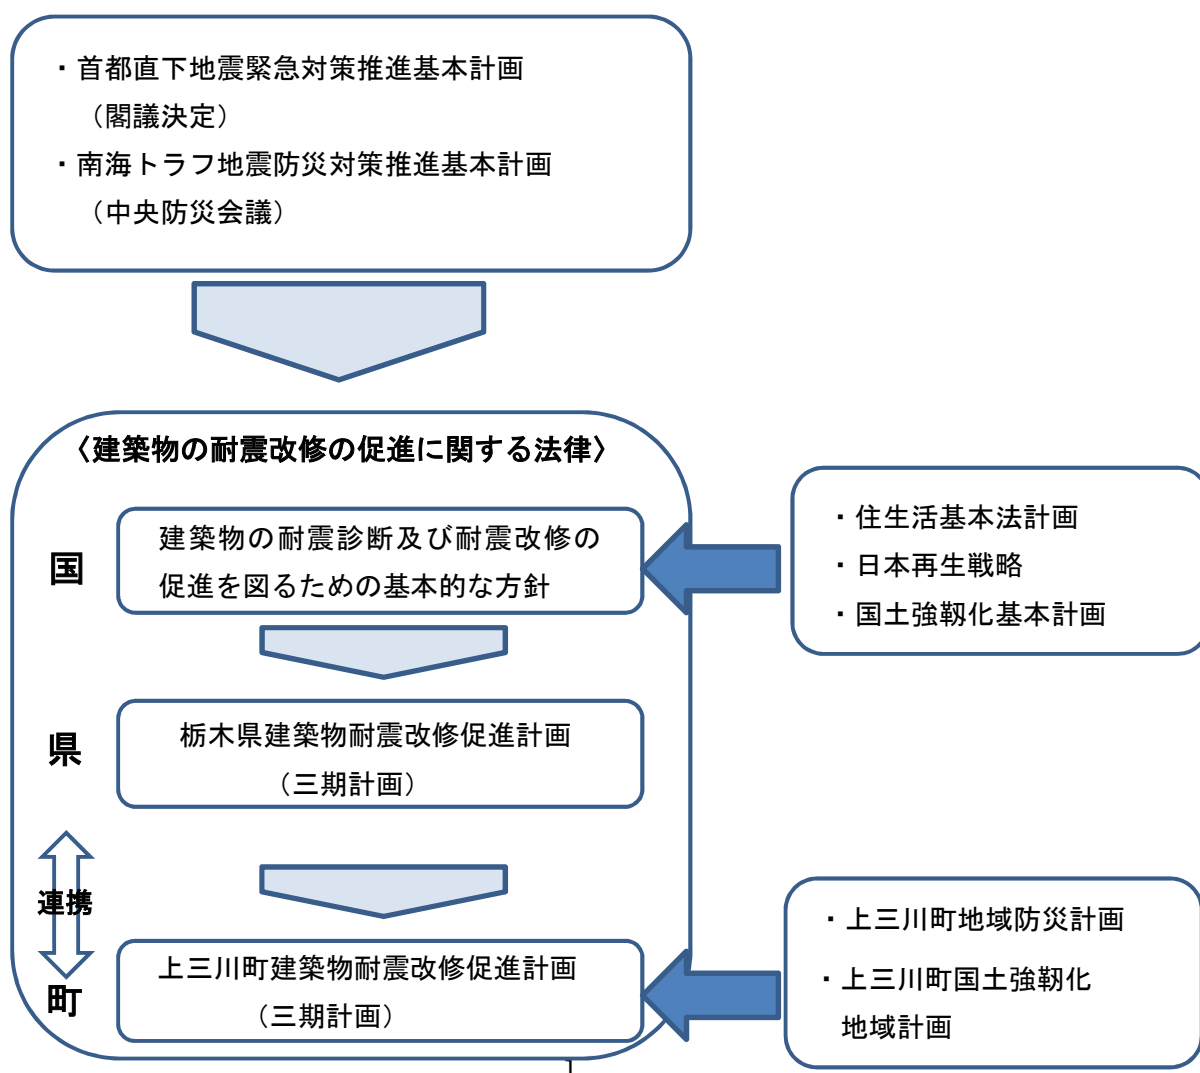 ・首都直下地震緊急対策推進基本計画
（閣議決定）
・南海トラフ地震防災対策推進基本計画
（中央防災会議）
〈建築物の耐震改修の促進に関する法律〉
国
建築物の耐震診断及び耐震改修の
促進を図るための基本的な方針
・住生活基本法計画
・日本再生戦略
・国土強靱化基本計画
県
栃木県建築物耐震改修促進計画
（三期計画）
連携
町
上三川町建築物耐震改修促進計画
（三期計画）
・上三川町地域防災計画
・上三川町国土強靱化
地域計画